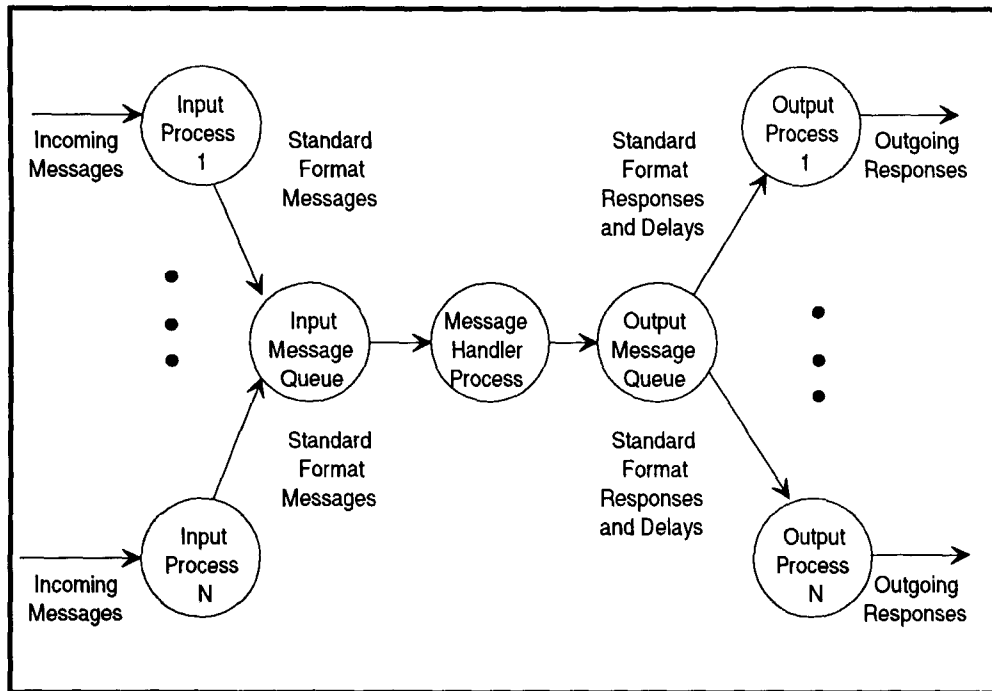 Input
Process
1
Incoming
Messages
Standard
Format
Messages
Input
Message
Queue
Standard
Format
Messages
Input
Process
N
Incoming
Messages
Message
Handler
Process
Output
Message
Queue
Standard
Format
Responses
and Delays
Output
Process
1
Outgoing
Responses
Standard
Format
Responses
and Delays
Output
Process
N
Outgoing
Responses